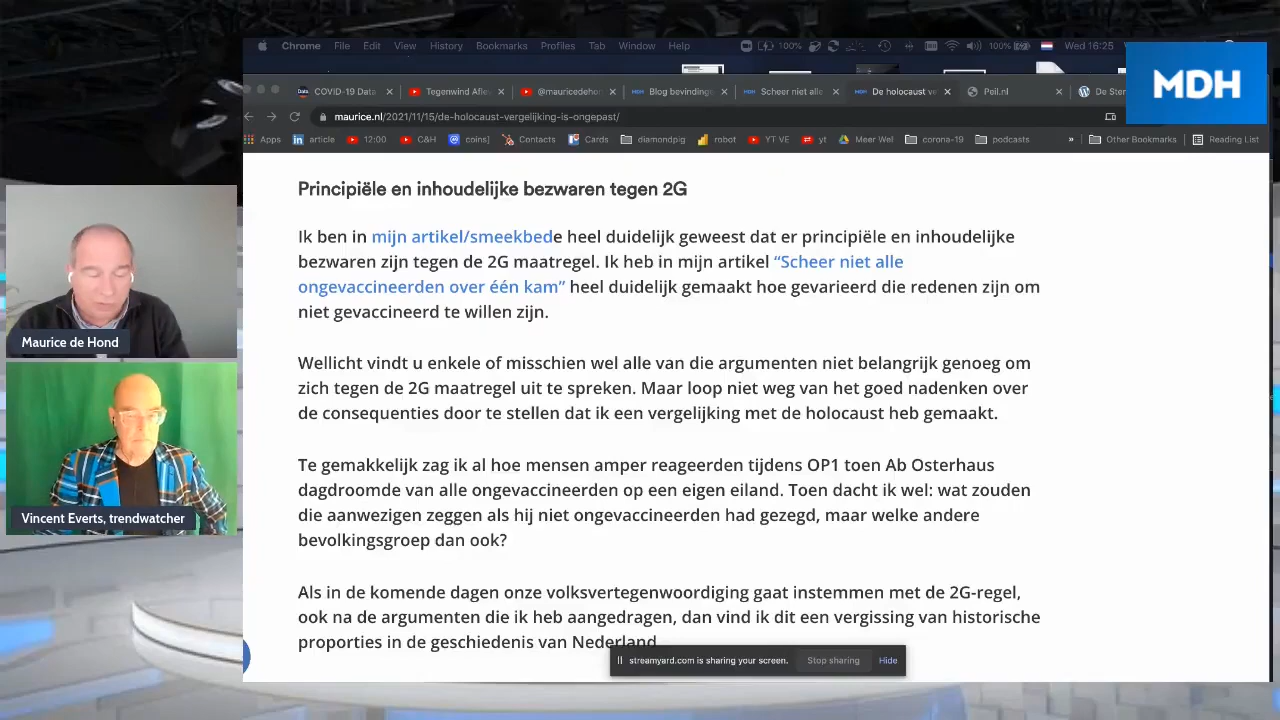 Chrome File Edit View History Bookmarks Profiles Tab Window Help 100% 100% Wed 16:25
MDH
COVID-19 Data Tegenwind Afle @mauricedehon Blog bevindinge Scheer niet alle De holocaust ve Peil.nl De Ste
maurice.nl/2021/11/15/de-holocaust-vergelijking-is-ongepast/
Apps article 12:00 C&H coins] Contacts Cards diamondpig robot YT VE yt Meer Wel corona-19 podcasts » Other Bookmarks Reading List
Principiële en inhoudelijke bezwaren tegen 2G
Ik ben in mijn artikel/smeekbede heel duidelijk geweest dat er principiële en inhoudelijke
bezwaren zijn tegen de 2G maatregel. Ik heb in mijn artikel “Scheer niet alle
ongevaccineerden over één kam” heel duidelijk gemaakt hoe gevarieerd die redenen zijn om
niet gevaccineerd te willen zijn.
Wellicht vindt u enkele of misschien wel alle van die argumenten niet belangrijk genoeg om
zich tegen de 2G maatregel uit te spreken. Maar loop niet weg van het goed nadenken over
de consequenties door te stellen dat ik een vergelijking met de holocaust heb gemaakt.
Te gemakkelijk zag ik al hoe mensen amper reageerden tijdens OP1 toen Ab Osterhaus
dagdroomde van alle ongevaccineerden op een eigen eiland. Toen dacht ik wel: wat zouden
die aanwezigen zeggen als hij niet ongevaccineerden had gezegd, maar welke andere
bevolkingsgroep dan ook?
Als in de komende dagen onze volksvertegenwoordiging gaat instemmen met de 2G-regel,
ook na de argumenten die ik heb aangedragen, dan vind ik dit een vergissing van historische
proporties in de geschiedenis van Nederland
streamyard.com is sharing your screen. Stop sharing Hide
Maurice de Hond
Vincent Everts, trendwatcher